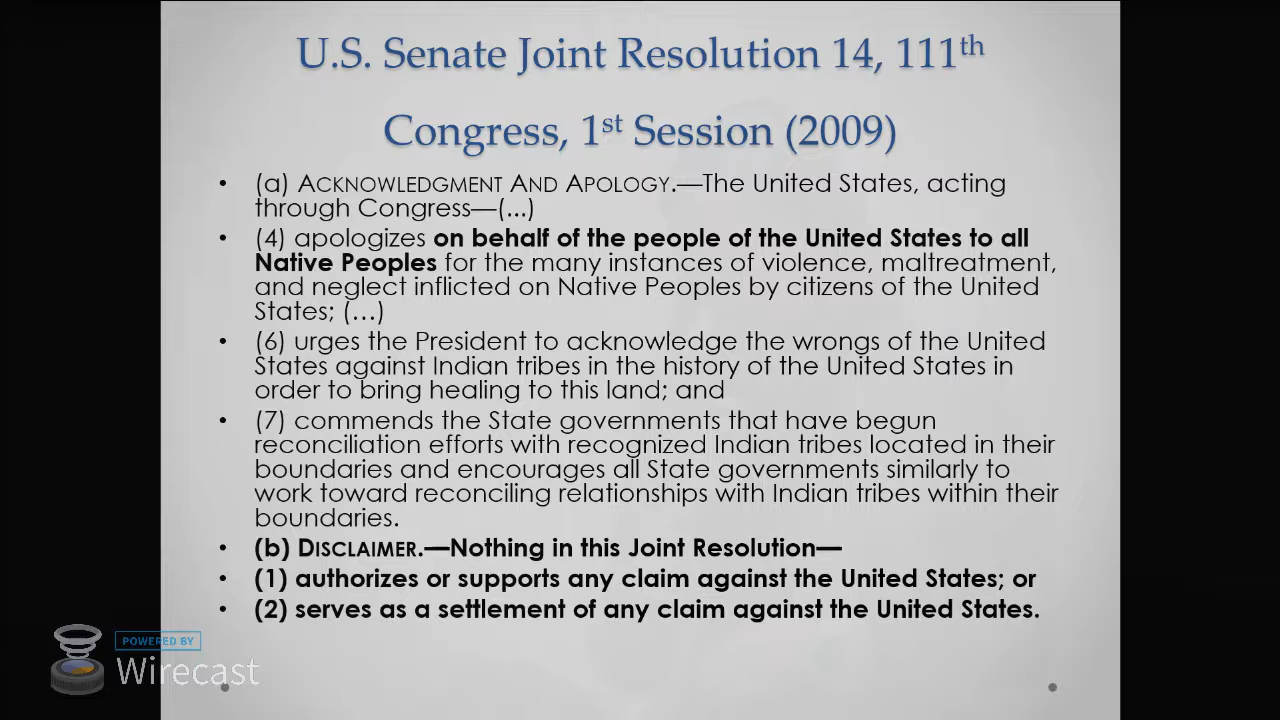 U.S. Senate Joint Resolution 14, 111th
Congress, 1st Session (2009)
• (a) ACKNOWLEDGMENT AND APOLOGY.—The United States, acting
through Congress—(...)
• (4) apologizes on behalf of the people of the United States to all
Native Peoples for the many instances of violence, maltreatment,
and neglect inflicted on Native Peoples by citizens of the United
States; (…)
• (6) urges the President to acknowledge the wrongs of the United
States against Indian tribes in the history of the United States in
order to bring healing to this land; and
• (7) commends the State governments that have begun
reconciliation efforts with recognized Indian tribes located in their
boundaries and encourages all State governments similarly to
work toward reconciling relationships with Indian tribes within their
boundaries.
• (b) DISCLAIMER.—Nothing in this Joint Resolution—
• (1) authorizes or supports any claim against the United States; or
• (2) serves as a settlement of any claim against the United States.
POWERED BY
Wirecast